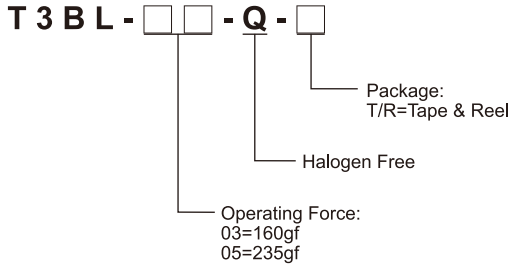 T3BL-□□-Q-□
Package:
T/R=Tape & Reel
Halogen Free
Operating Force:
03=160gf
05=235gf